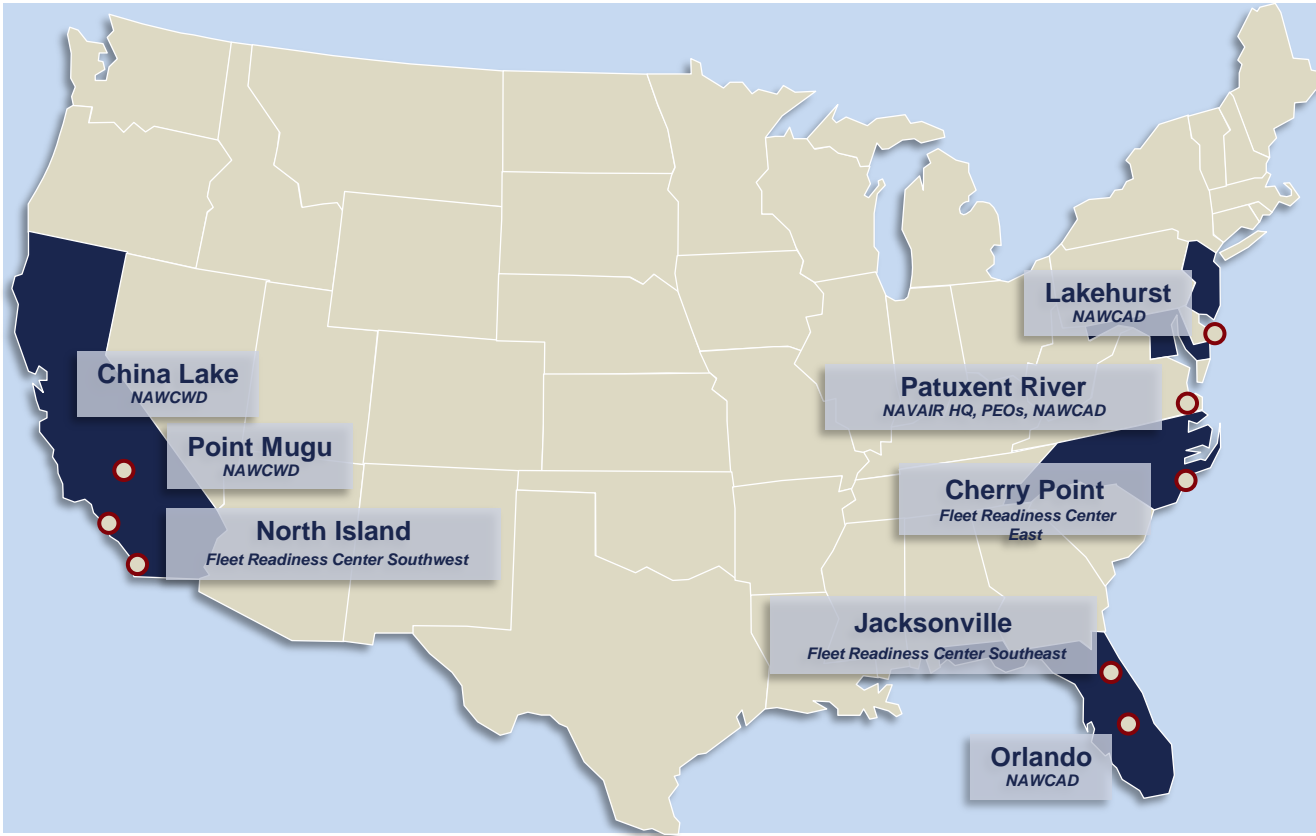 Lakehurst
NAWCAD
China Lake
NAWCWD
Patuxent River
NAVAIR HQ, PEOs, NAWCAD
Point Mugu
NAWCWD
Cherry Point
Fleet Readiness Center
East
North Island
Fleet Readiness Center Southwest
Jacksonville
Fleet Readiness Center Southeast
Orlando
NAWCAD